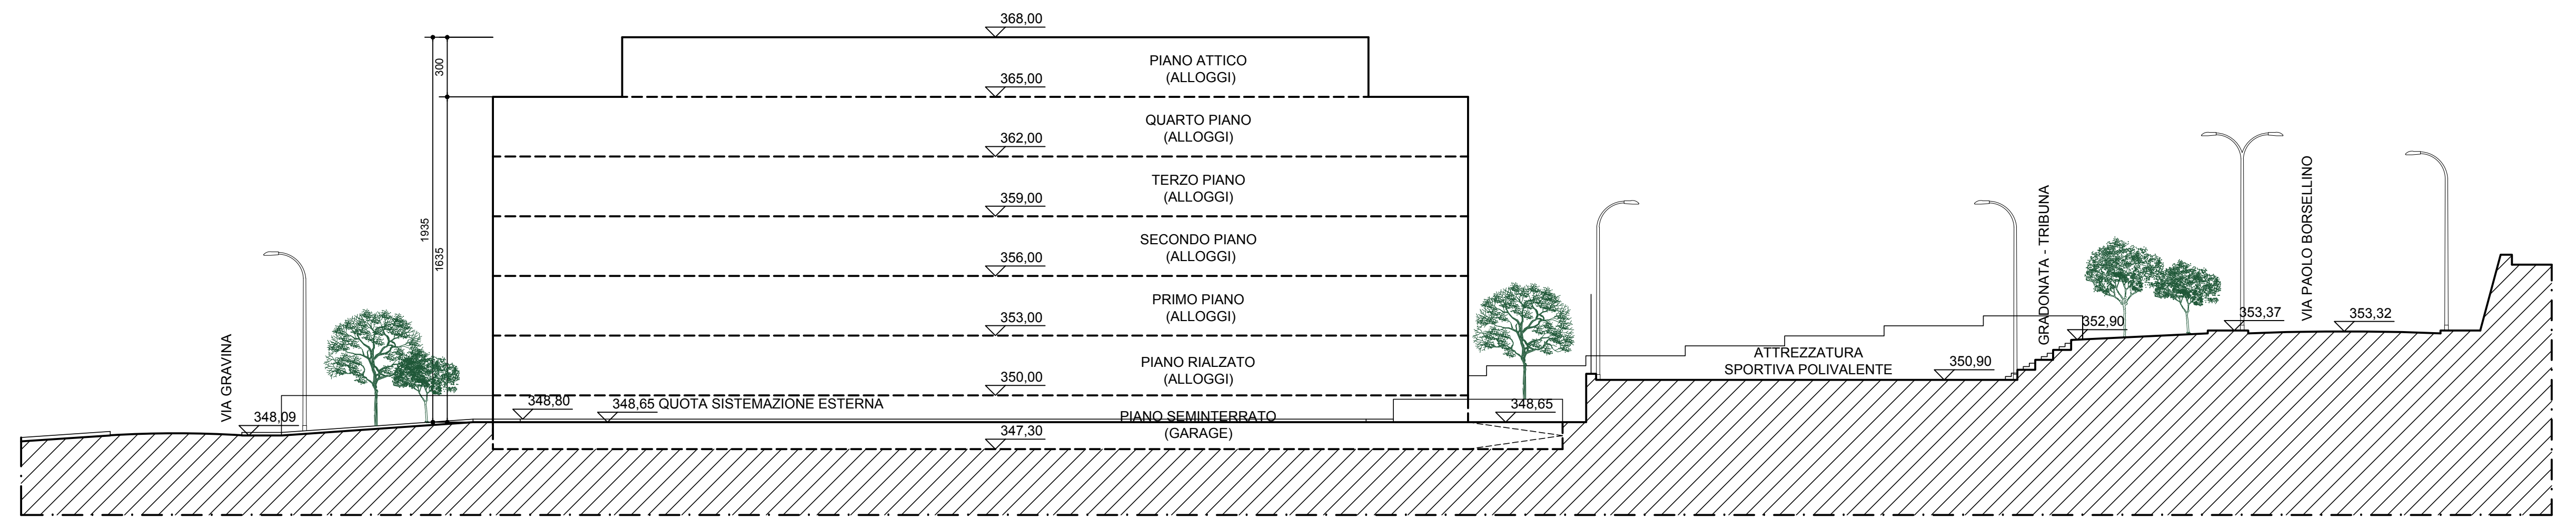 368,00
300
PIANO ATTICO
(ALLOGGI)
365,00
QUARTO PIANO
(ALLOGGI)
362,00
TERZO PIANO
(ALLOGGI)
359,00
1935
1635
SECONDO PIANO
(ALLOGGI)
356,00
PRIMO PIANO
(ALLOGGI)
353,00
PIANO RIALZATO
(ALLOGGI)
350,00
VIA GRAVINA
348,09
348,80
348,65 QUOTA SISTEMAZIONE ESTERNA
PIANO SEMINTERRATO
(GARAGE)
347,30
348,65
ATTREZZATURA
SPORTIVA POLIVALENTE
350,90
GRADONATA - TRIBUNA
352,90
353,37
VIA PAOLO BORSELLINO
353,32